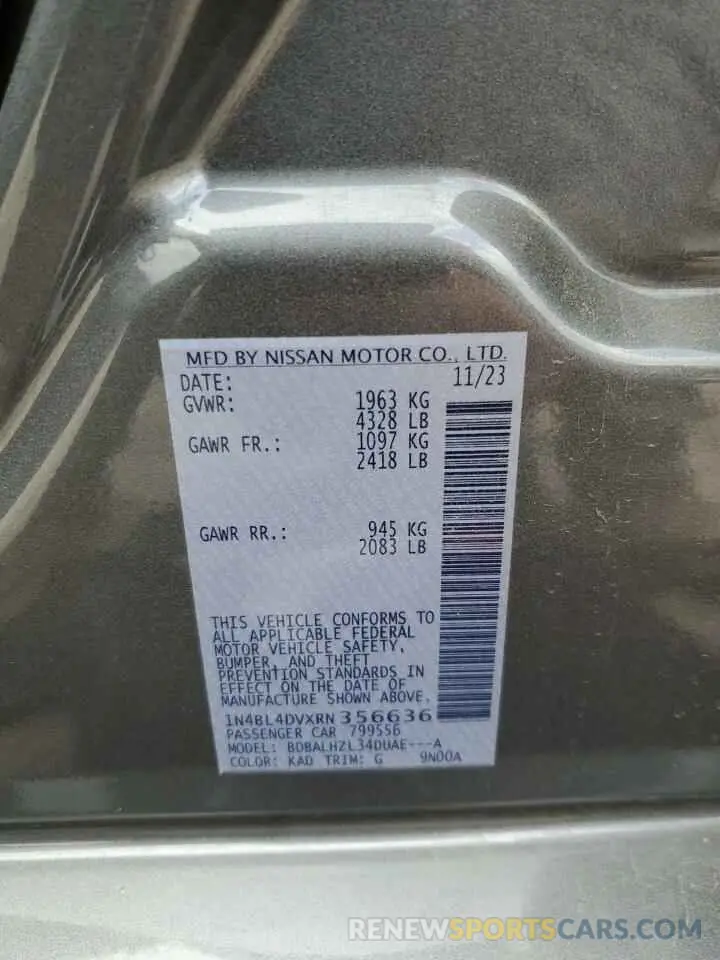 MFD BY NISSAN MOTOR CO., LTD.
DATE: 11/23
GVWR: 1963 KG
4328 LB
GAWR FR.: 1097 KG
2418 LB
GAWR RR.: 945 KG
2083 LB
THIS VEHICLE CONFORMS TO
ALL APPLICABLE FEDERAL
MOTOR VEHICLE SAFETY,
BUMPER, AND THEFT
PREVENTION STANDARDS IN
EFFECT ON THE DATE OF
MANUFACTURE SHOWN ABOVE.
1N4BL4DVXRN356636
PASSENGER CAR 799556
MODEL: BDBALHZL34DUAE---A
COLOR: KAD TRIM: G 9N00A
RENEWSPORTSCARS.COM